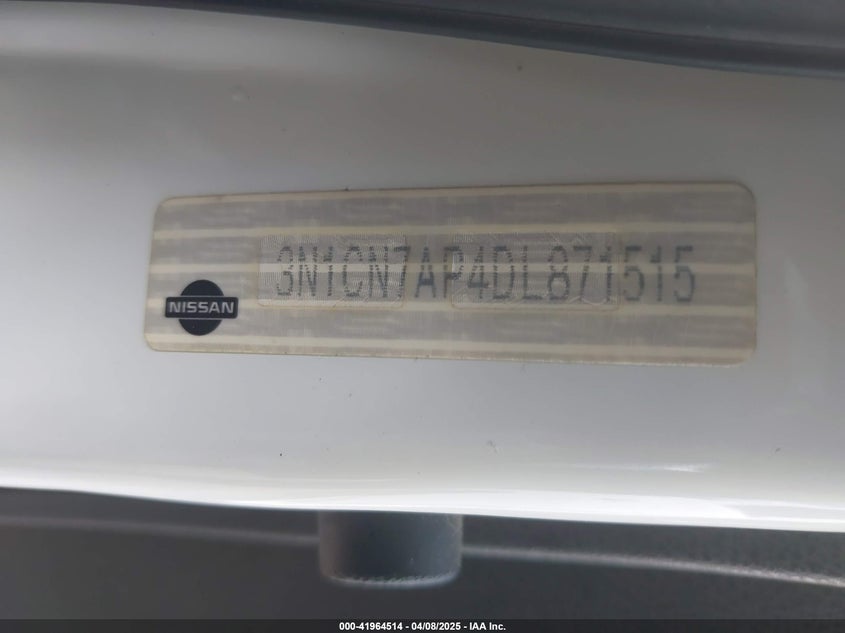 3N1CN7AP4DL871515
NISSAN
000-41964514 - 04/08/2025 - IAA Inc.